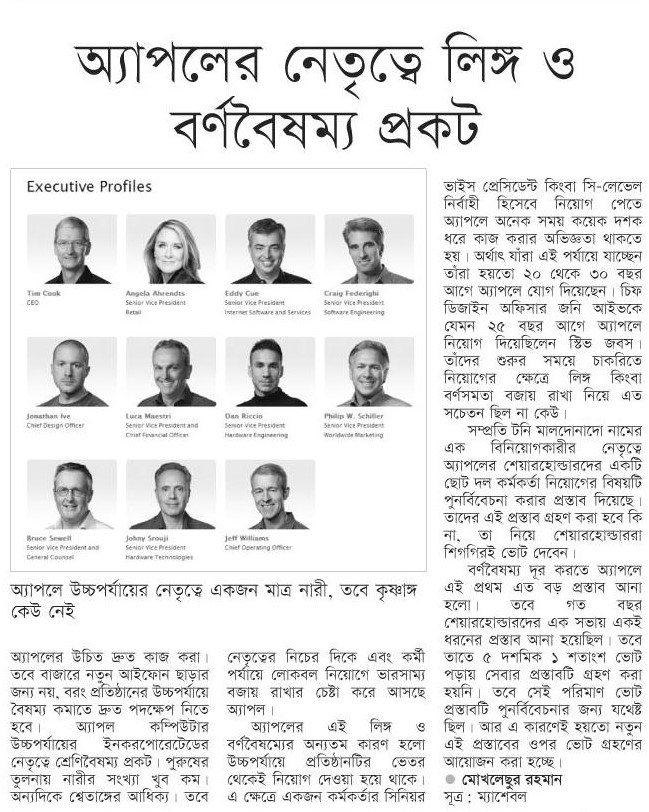 অ্যাপলের নেতৃত্বে লিঙ্গ ও
বর্ণবৈষম্য প্রকট
Executive Profiles
Tim Cook
CEO
Angela Ahrendts
Senior Vice President
Retail
Eddy Cue
Senior Vice President
Internet Software and Services
Craig Federighi
Senior Vice President
Software Engineering
Jonathan Ive
Chief Design Officer
Luca Maestri
Senior Vice President and
Chief Financial Officer
Dan Riccio
Senior Vice President
Hardware Engineering
Philip W. Schiller
Senior Vice President
Worldwide Marketing
Bruce Sewell
Senior Vice President and
General Counsel
Johny Srouji
Senior Vice President
Hardware Technologies
Jeff Williams
Chief Operating Officer
অ্যাপলে উচ্চপর্যায়ের নেতৃত্বে একজন মাত্র নারী, তবে কৃষ্ণাঙ্গ
কেউ নেই
অ্যাপলের উচিত দ্রুত কাজ করা।
তবে বাজারে নতুন আইফোন ছাড়ার
জন্য নয়, বরং প্রতিষ্ঠানের উচ্চপর্যায়ে
বৈষম্য কমাতে দ্রুত পদক্ষেপ নিতে
হবে। অ্যাপল কম্পিউটার
উচ্চপর্যায়ের ইনকরপোরেটেডের
নেতৃত্বে শ্রেণিবৈষম্য প্রকট। পুরুষের
তুলনায় নারীর সংখ্যা খুব কম।
অন্যদিকে শ্বেতাঙ্গের আধিক্য। তবে
নেতৃত্বের নিচের দিকে এবং কর্মী
পর্যায়ে লোকবল নিয়োগে ভারসাম্য
বজায় রাখার চেষ্টা করে আসছে
অ্যাপল।
অ্যাপলের এই লিঙ্গ ও
বর্ণবৈষম্যের অন্যতম কারণ হলো
উচ্চপর্যায়ে প্রতিষ্ঠানটির ভেতর
থেকেই নিয়োগ দেওয়া হয়ে থাকে।
এ ক্ষেত্রে একজন কর্মকর্তার সিনিয়র
ভাইস প্রেসিডেন্ট কিংবা সি-লেভেল
নির্বাহী হিসেবে নিয়োগ পেতে
অ্যাপলে অনেক সময় কয়েক দশক
ধরে কাজ করার অভিজ্ঞতা থাকতে
হয়। অর্থাৎ যাঁরা এই পর্যায়ে যাচ্ছেন
তাঁরা হয়তো ২০ থেকে ৩০ বছর
আগে অ্যাপলে যোগ দিয়েছেন। চিফ
ডিজাইন অফিসার জনি আইভকে
যেমন ২৫ বছর আগে অ্যাপলে
নিয়োগ দিয়েছিলেন স্টিভ জবস।
তাঁদের শুরুর সময়ে চাকরিতে
নিয়োগের ক্ষেত্রে লিঙ্গ কিংবা
বর্ণসমতা বজায় রাখা নিয়ে এত
সচেতন ছিল না কেউ।
সম্প্রতি টনি মালদোনাদো নামের
এক বিনিয়োগকারীর নেতৃত্বে
অ্যাপলের শেয়ারহোল্ডারদের একটি
ছোট দল কর্মকর্তা নিয়োগের বিষয়টি
পুনর্বিবেচনা করার প্রস্তাব দিয়েছে।
তাদের এই প্রস্তাব গ্রহণ করা হবে কি
না, তা নিয়ে শেয়ারহোল্ডাররা
শিগগিরই ভোট দেবেন।
বর্ণবৈষম্য দূর করতে অ্যাপলে
এই প্রথম এত বড় প্রস্তাব আনা
হলো। তবে গত বছর
শেয়ারহোল্ডারদের এক সভায় একই
ধরনের প্রস্তাব আনা হয়েছিল। তবে
তাতে ৫ দশমিক ১ শতাংশ ভোট
পড়ায় সেবার প্রস্তাবটি গ্রহণ করা
হয়নি। তবে সেই পরিমাণ ভোট
প্রস্তাবটি পুনর্বিবেচনার জন্য যথেষ্ট
ছিল। আর এ কারণেই হয়তো নতুন
এই প্রস্তাবের ওপর ভোট গ্রহণের
আয়োজন করা হচ্ছে।
● মোখলেছুর রহমান
সূত্র : ম্যাশেবল